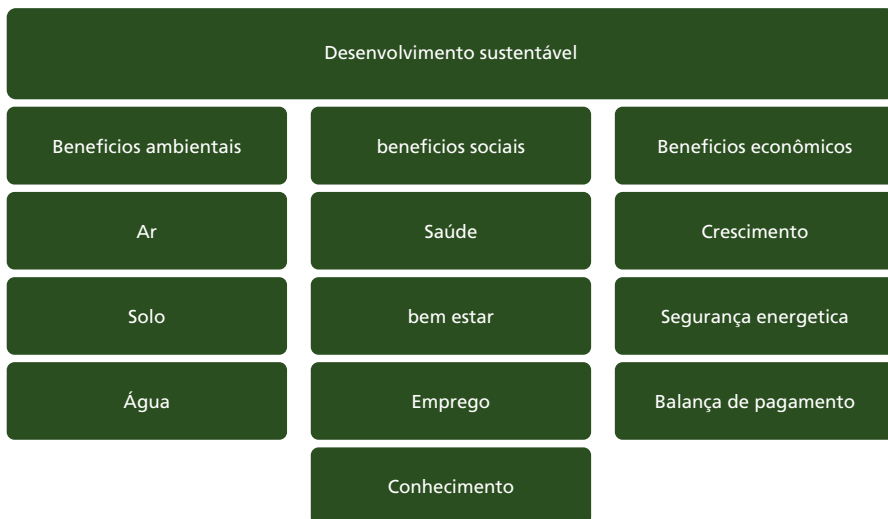 Desenvolvimento sustentável
Beneficios ambientais
beneficios sociais
Beneficios econômicos
Ar
Saúde
Crescimento
Solo
bem estar
Segurança energetica
Água
Emprego
Balança de pagamento
Conhecimento